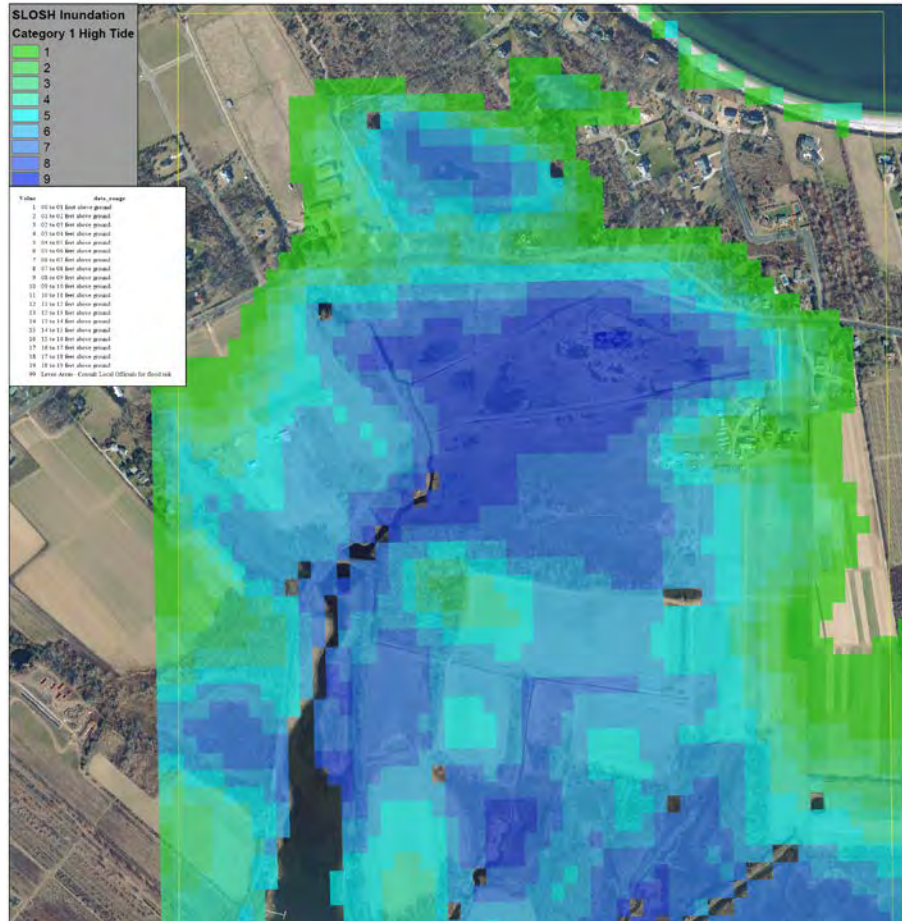 SLOSH Inundation
Category 1 High Tide
1
2
3
4
5
6
7
8
9
Value data_range
1 00 to 01 feet above ground
2 01 to 02 feet above ground
3 02 to 03 feet above ground
4 03 to 04 feet above ground
5 04 to 05 feet above ground
6 05 to 06 feet above ground
7 06 to 07 feet above ground
8 07 to 08 feet above ground
9 08 to 09 feet above ground
10 09 to 10 feet above ground
11 10 to 11 feet above ground
12 11 to 12 feet above ground
13 12 to 13 feet above ground
14 13 to 14 feet above ground
15 14 to 15 feet above ground
16 15 to 16 feet above ground
17 16 to 17 feet above ground
18 17 to 18 feet above ground
19 18 to 19 feet above ground
99 Levee Area - Consult Local Officials for flood risk